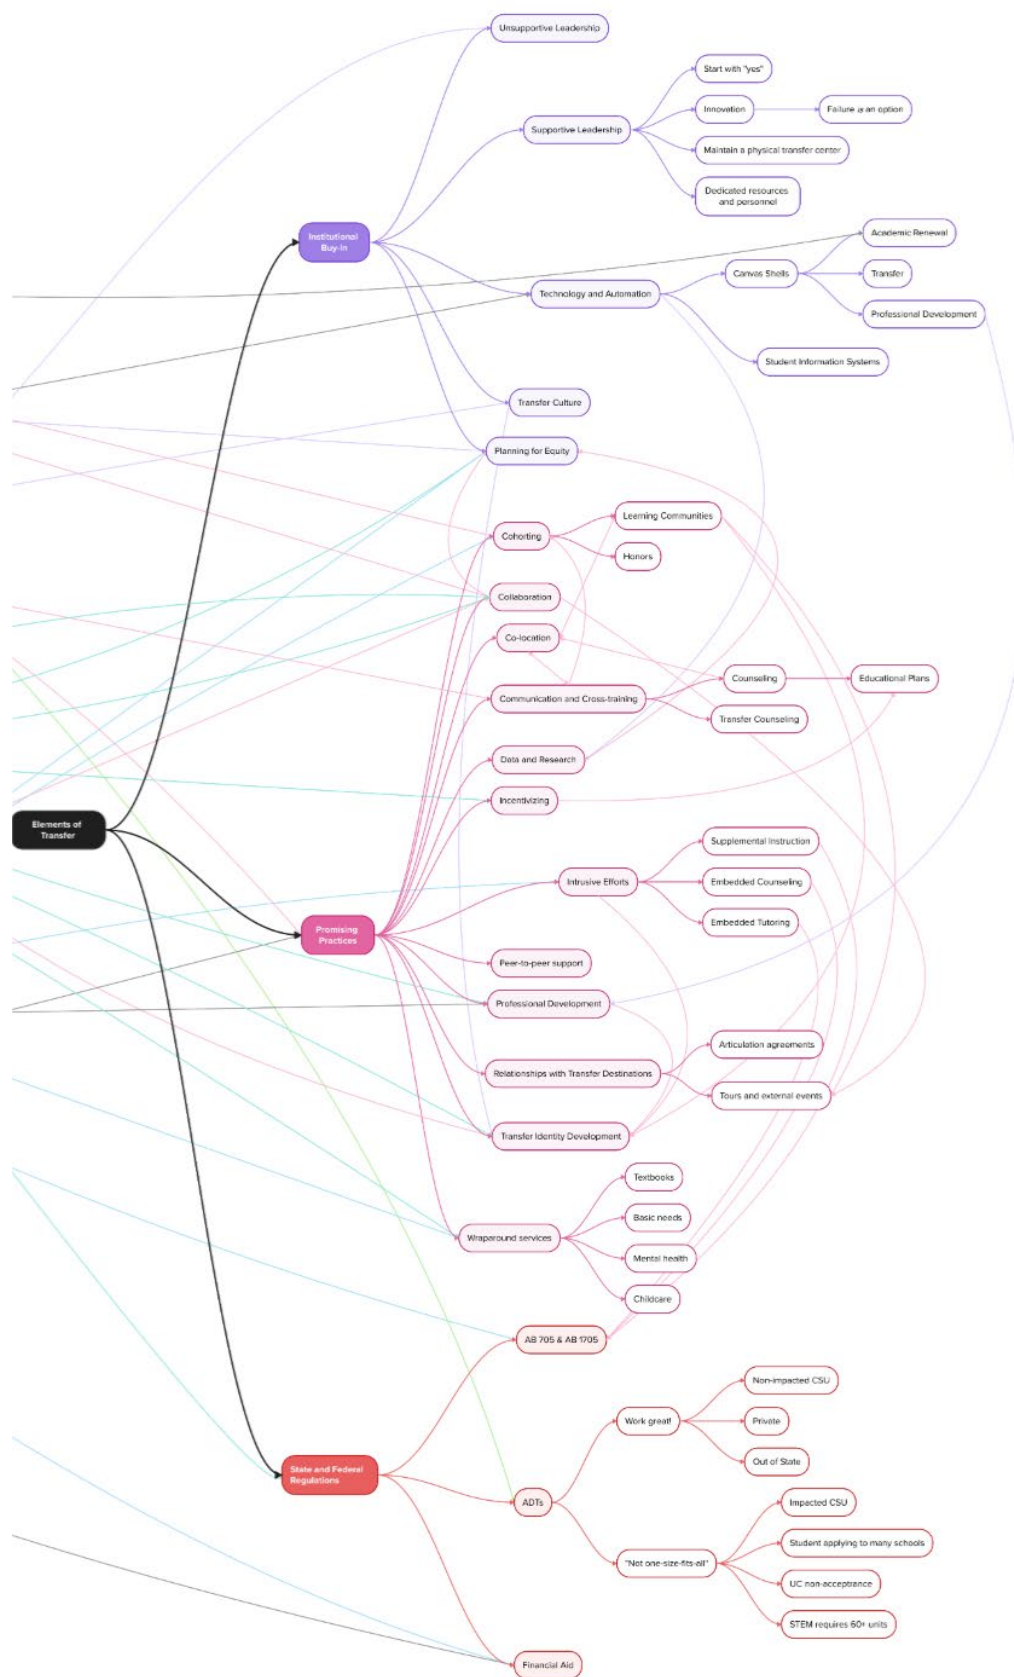 Unsupportive Leadership
Start with "yes"
Innovation
Failure is an option
Supportive Leadership
Maintain a physical transfer center
Dedicated resources
and personnel
Institutional
Buy-In
Academic Renewal
Canvas Shells
Transfer
Technology and Automation
Professional Development
Student Information Systems
Transfer Culture
Planning for Equity
Learning Communities
Cohorting
Honors
Collaboration
Co-location
Counseling
Educational Plans
Communication and Cross-training
Transfer Counseling
Data and Research
Incentivizing
Elements of
Transfer
Supplemental Instruction
Intrusive Efforts
Embedded Counseling
Embedded Tutoring
Promising
Practices
Peer-to-peer support
Professional Development
Articulation agreements
Relationships with Transfer Destinations
Tours and external events
Transfer Identity Development
Textbooks
Basic needs
Wraparound services
Mental health
Childcare
AB 705 & AB 1705
Non-impacted CSU
Work great!
Private
Out of State
State and Federal
Regulations
ADTs
Impacted CSU
Student applying to many schools
"Not one-size-fits-all"
UC non-acceptrance
STEM requires 60+ units
Financial Aid